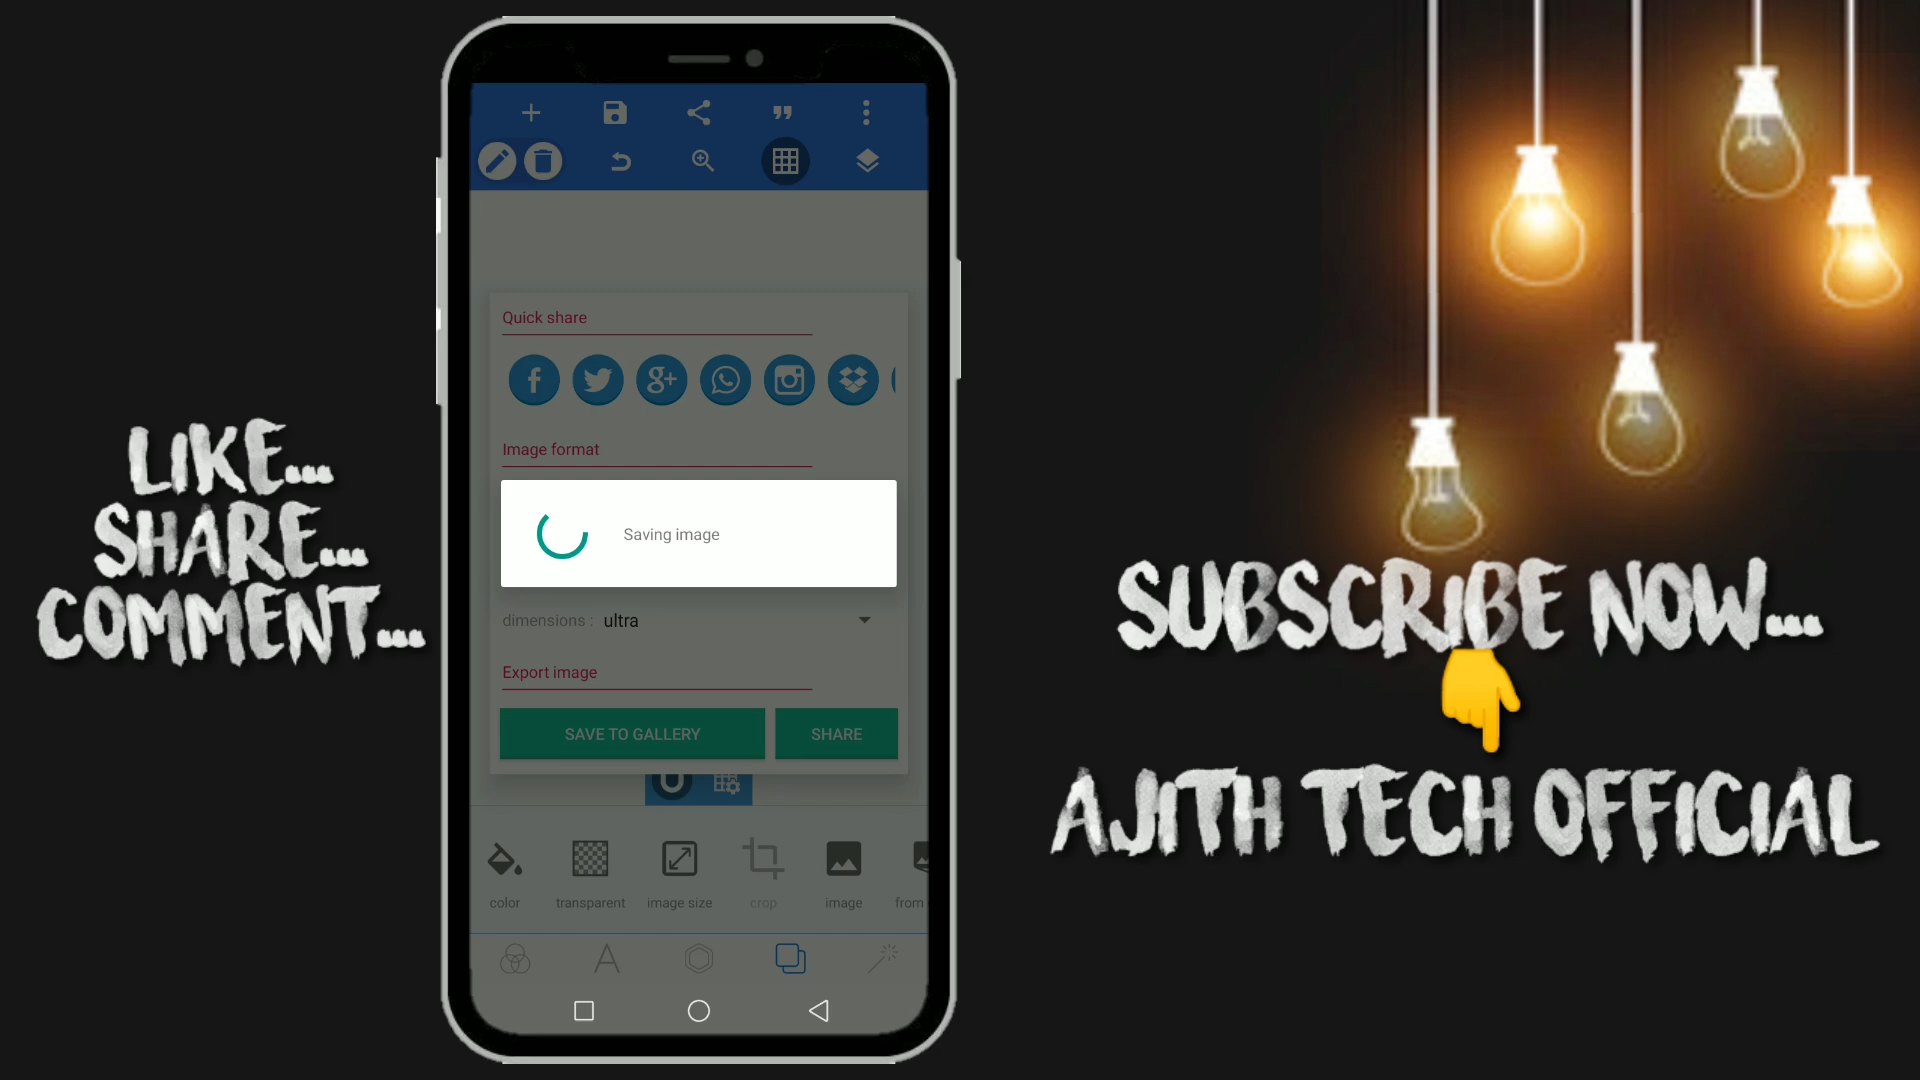 LIKE...
SHARE...
COMMENT...
Quick share
Image format
Saving image
dimensions : ultra
Export image
SAVE TO GALLERY
SHARE
color
transparent
image size
crop
image
from
SUBSCRIBE NOW...
AJITH TECH OFFICIAL